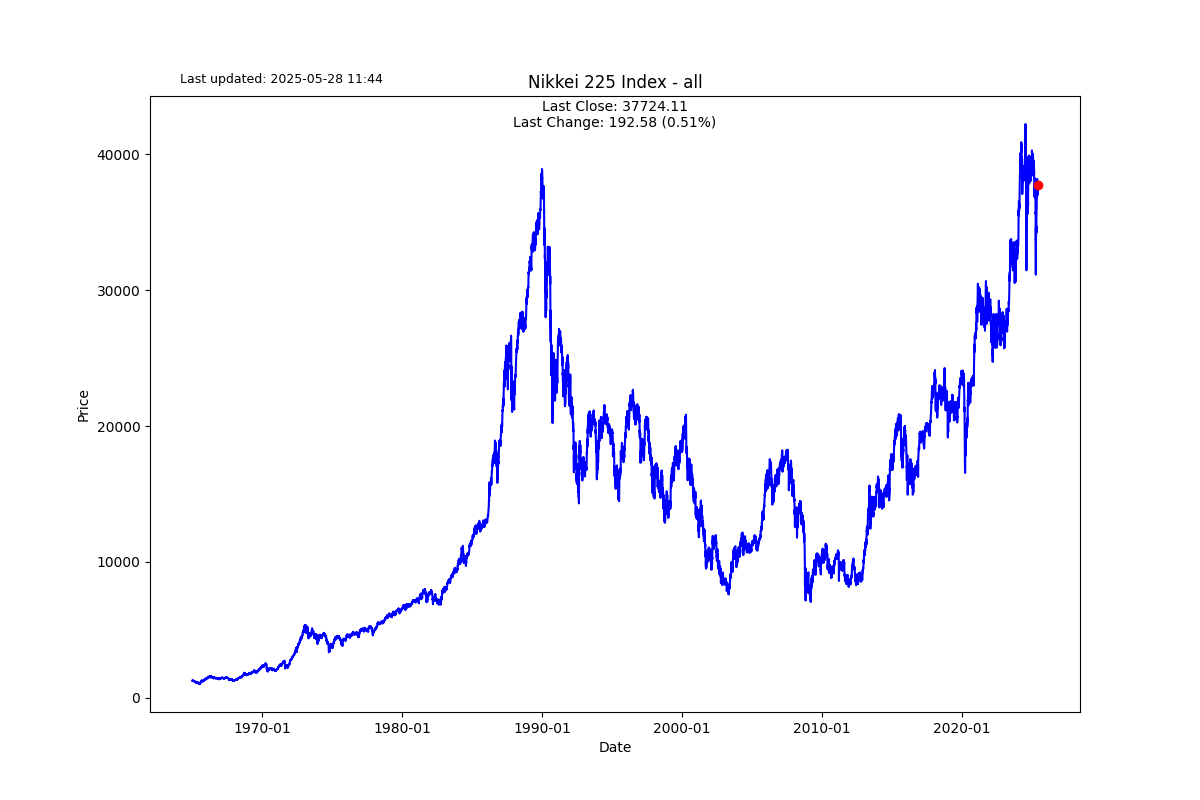 Last updated: 2025-05-28 11:44
Nikkei 225 Index - all
Last Close: 37724.11
Last Change: 192.58 (0.51%)
40000
30000
20000
10000
0
Price
1970-01
1980-01
1990-01
2000-01
2010-01
2020-01
Date